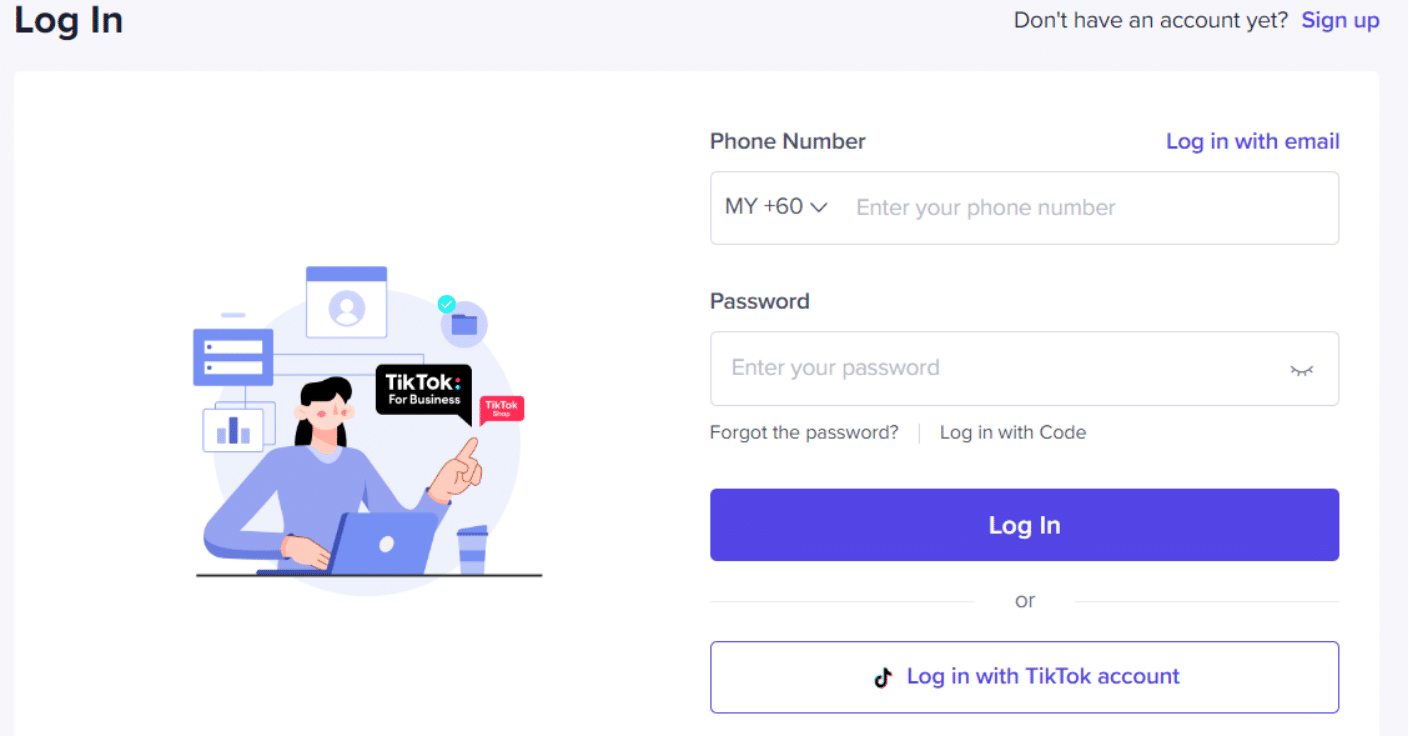 Log In
Don't have an account yet? Sign up
Phone Number
Log in with email
MY +60
Enter your phone number
Password
Enter your password
Forgot the password?
Log in with Code
TikTok:
For Business
TikTok
Shop
Log In
or
Log in with TikTok account